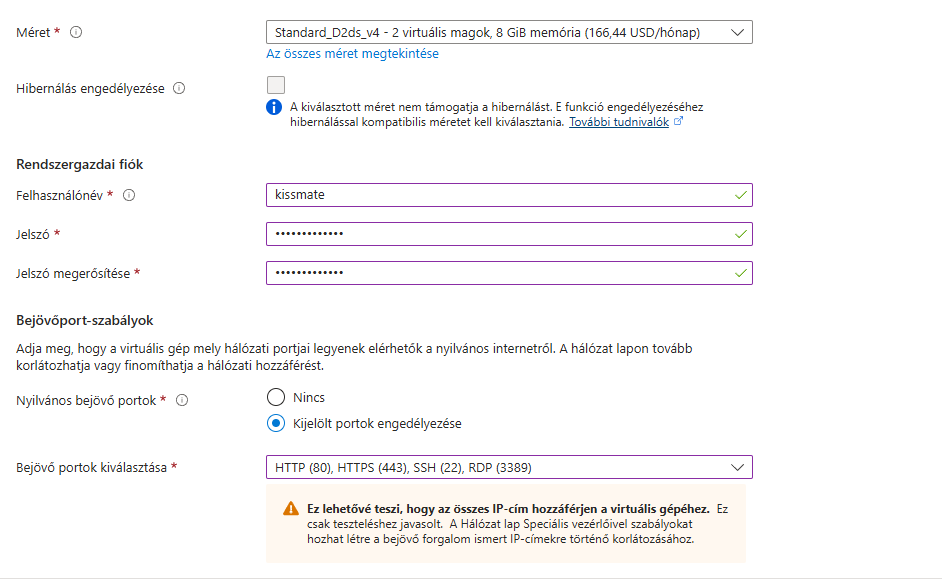 Méret *
Standard_D2ds_v4 - 2 virtuális magok, 8 GiB memória (166,44 USD/hónap)
Az összes méret megtekintése
Hibernálás engedélyezése
A kiválasztott méret nem támogatja a hibernálást. E funkció engedélyezéséhez
hibernálással kompatibilis méretet kell kiválasztania. További tudnivalók
Rendszergazdai fiók
Felhasználónév *
kissmate
Jelszó *
•••••••••••••
Jelszó megerősítése *
•••••••••••••
Bejövőport-szabályok
Adja meg, hogy a virtuális gép mely hálózati portjai legyenek elérhetők a nyilvános internetről. A hálózat lapon tovább
korlátozhatja vagy finomíthatja a hálózati hozzáférést.
Nyilvános bejövő portok *
Nincs
Kijelölt portok engedélyezése
Bejövő portok kiválasztása *
HTTP (80), HTTPS (443), SSH (22), RDP (3389)
Ez lehetővé teszi, hogy az összes IP-cím hozzáférjen a virtuális gépéhez. Ez
csak teszteléshez javasolt. A Hálózat lap Speciális vezérlőivel szabályokat
hozhat létre a bejövő forgalom ismert IP-címekre történő korlátozásához.